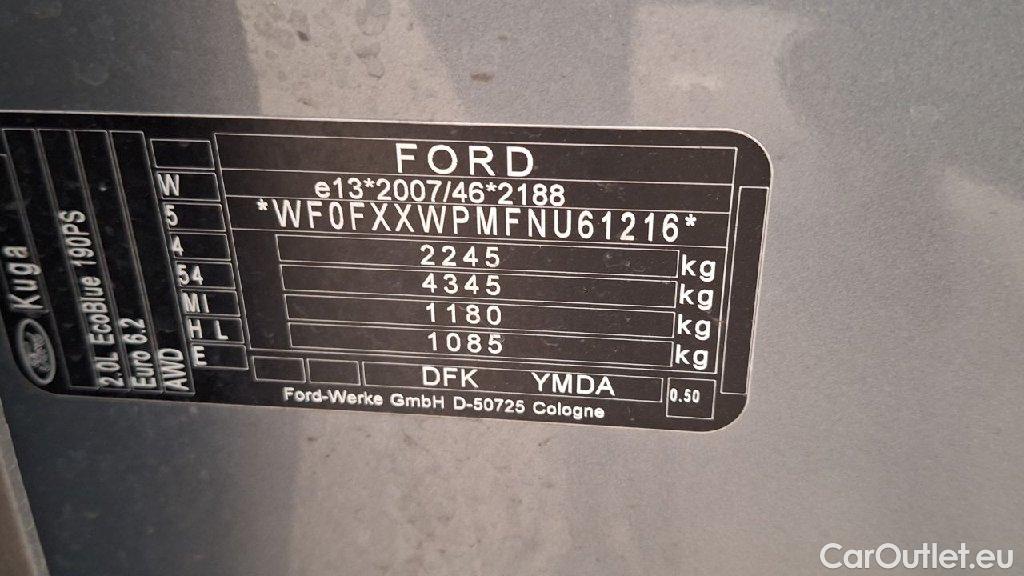 FORD
e13*2007/46*2188
*WF0FXXWPMFNU61216*
2245 kg
4345 kg
1180 kg
1085 kg
DFK YMDA 0.50
Ford-Werke GmbH D-50725 Cologne
W
5
A
54
MI
H L
E
Ford Kuga
2.0L EcoBlue 190PS
Euro 6.2
AWD
CarOutlet.eu